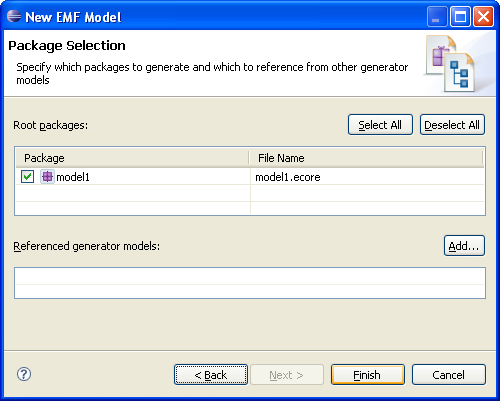 New EMF Model
Package Selection
Specify which packages to generate and which to reference from other generator
models
Root packages:
Select All
Deselect All
Package
File Name
model1
model1.ecore
Referenced generator models:
Add...
?
< Back
Next >
Finish
Cancel